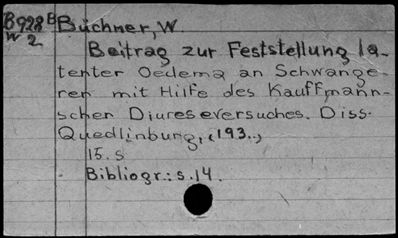 B928 B Büchner, W.
W 2 Beitrag zur Feststellung la-
tenter Oedema an Schwange-
ren mit Hilfe des Kauffmann-
schen Diureseversuches. Diss.
Quedlinburg, (193.,
15. S
Bibliogr.: s. 14.